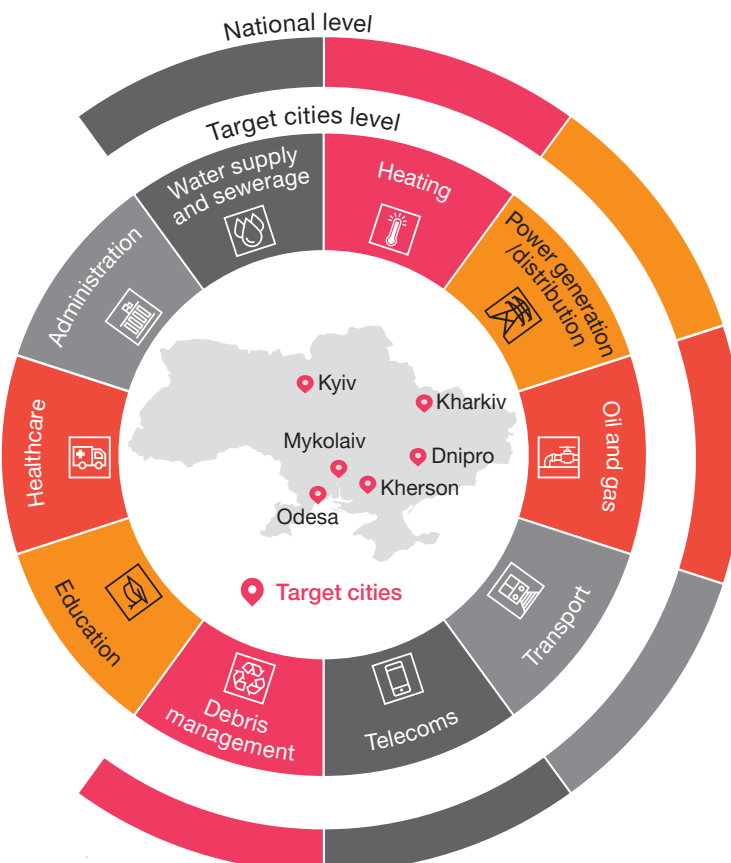 National level
Target cities level
Water supply
and sewerage
Heating
Power generation
/distribution
Oil and gas
Transport
Telecoms
Debris
management
Education
Healthcare
Administration
Kyiv
Kharkiv
Mykolaiv
Dnipro
Kherson
Odesa
Target cities